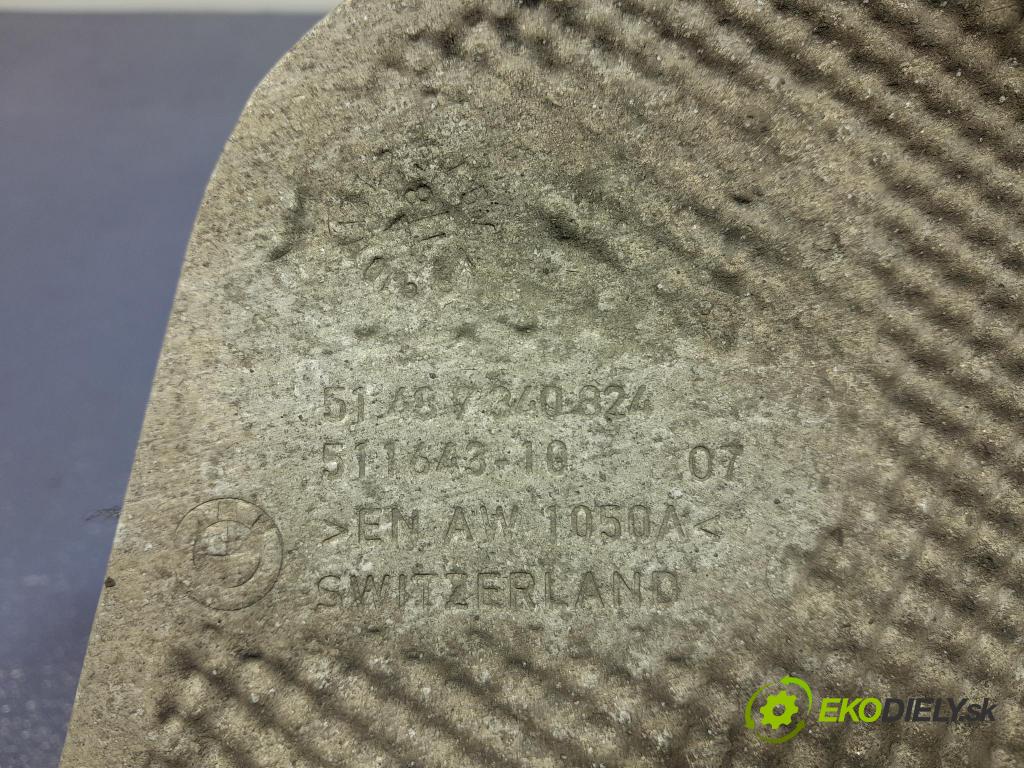 51 48 7 340 824
511643-10 07
>EN AW 1050A<
SWITZERLAND
EKODIELY.sk